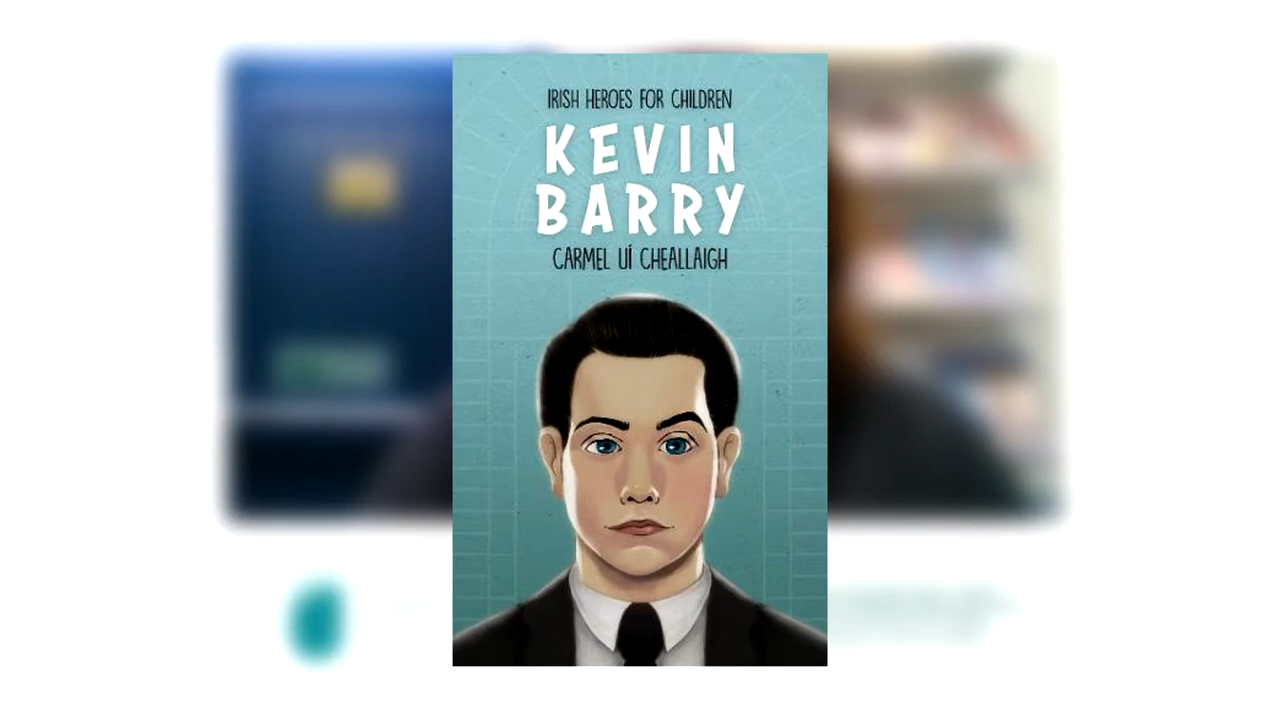 IRISH HEROES FOR CHILDREN
KEVIN
BARRY
CARMEL UÍ CHEALLAIGH